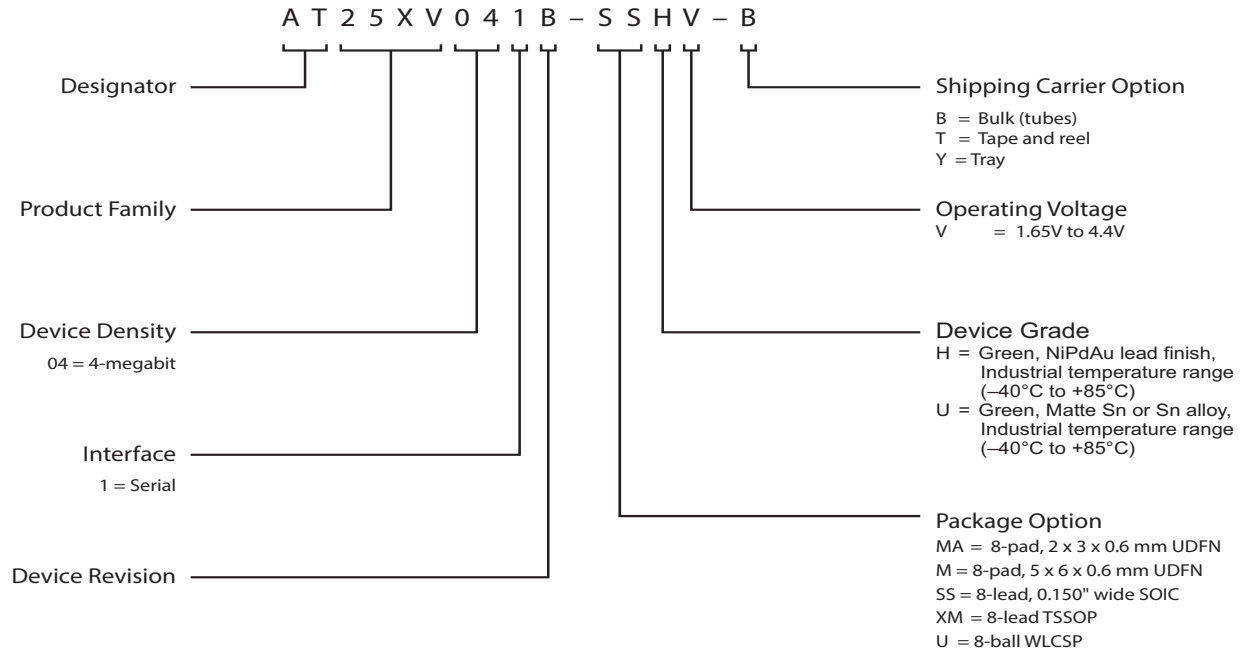 A T 2 5 X V 0 4 1 B – S S H V – B
Designator
Product Family
Device Density
04 = 4-megabit
Interface
1 = Serial
Device Revision
Shipping Carrier Option
B = Bulk (tubes)
T = Tape and reel
Y = Tray
Operating Voltage
V = 1.65V to 4.4V
Device Grade
H = Green, NiPdAu lead finish,
Industrial temperature range
(–40°C to +85°C)
U = Green, Matte Sn or Sn alloy,
Industrial temperature range
(–40°C to +85°C)
Package Option
MA = 8-pad, 2 x 3 x 0.6 mm UDFN
M = 8-pad, 5 x 6 x 0.6 mm UDFN
SS = 8-lead, 0.150" wide SOIC
XM = 8-lead TSSOP
U = 8-ball WLCSP